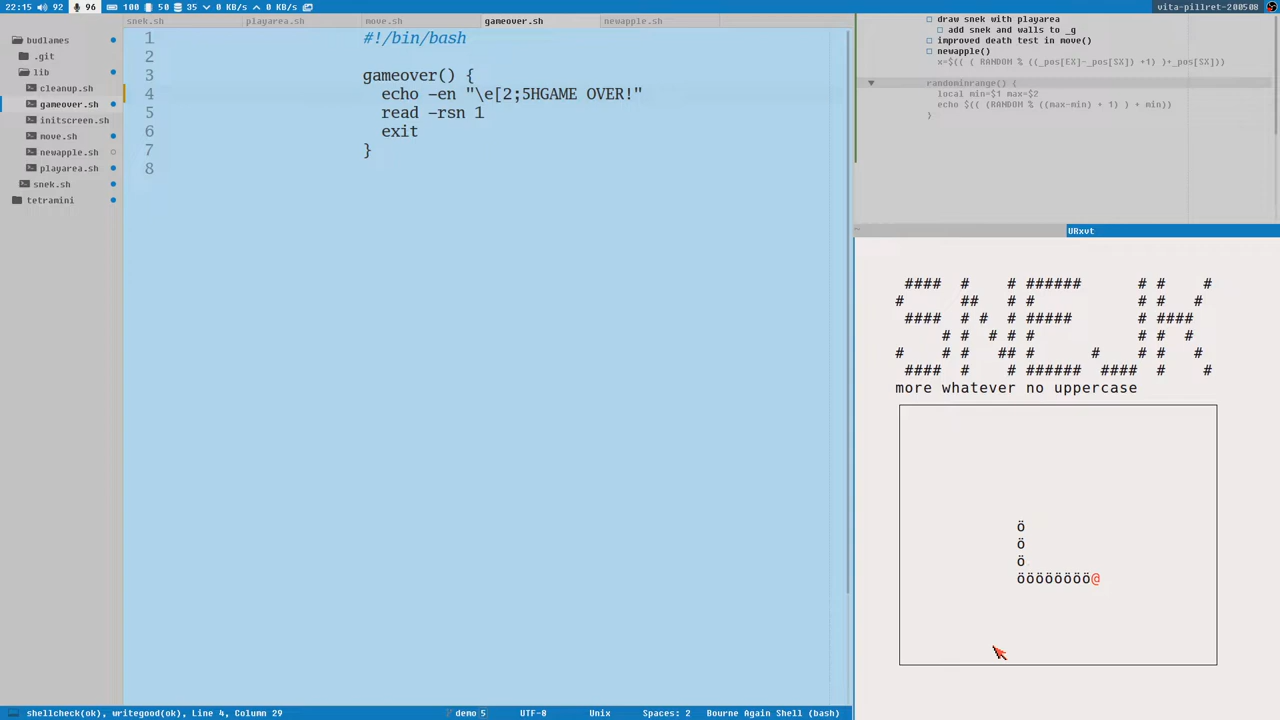 22:15 92 96 100 50 35 0 KB/s 0 KB/s vita-pillret-200508
snek.sh playarea.sh move.sh gameover.sh newapple.sh
budlames
.git
lib
cleanup.sh
gameover.sh
initscreen.sh
move.sh
newapple.sh
playarea.sh
snek.sh
tetramini
1 #!/bin/bash
2
3 gameover() {
4 echo -en "\e[2;5HGAME OVER!"
5 read -rsn 1
6 exit
7 }
8
draw snek with playarea
add snek and walls to _g
improved death test in move()
newapple()
x=$(( ( RANDOM % ((_pos[EX]-_pos[SX]) +1) )+_pos[SX]))
randominrange() {
local min=$1 max=$2
echo $(( (RANDOM % ((max-min) + 1) ) + min))
}
~ URxvt
SNEJK
more whatever no uppercase
ö
ö
ö
öööööööö@
shellcheck(ok), writegood(ok), Line 4, Column 29 demo 5 UTF-8 Unix Spaces: 2 Bourne Again Shell (bash)